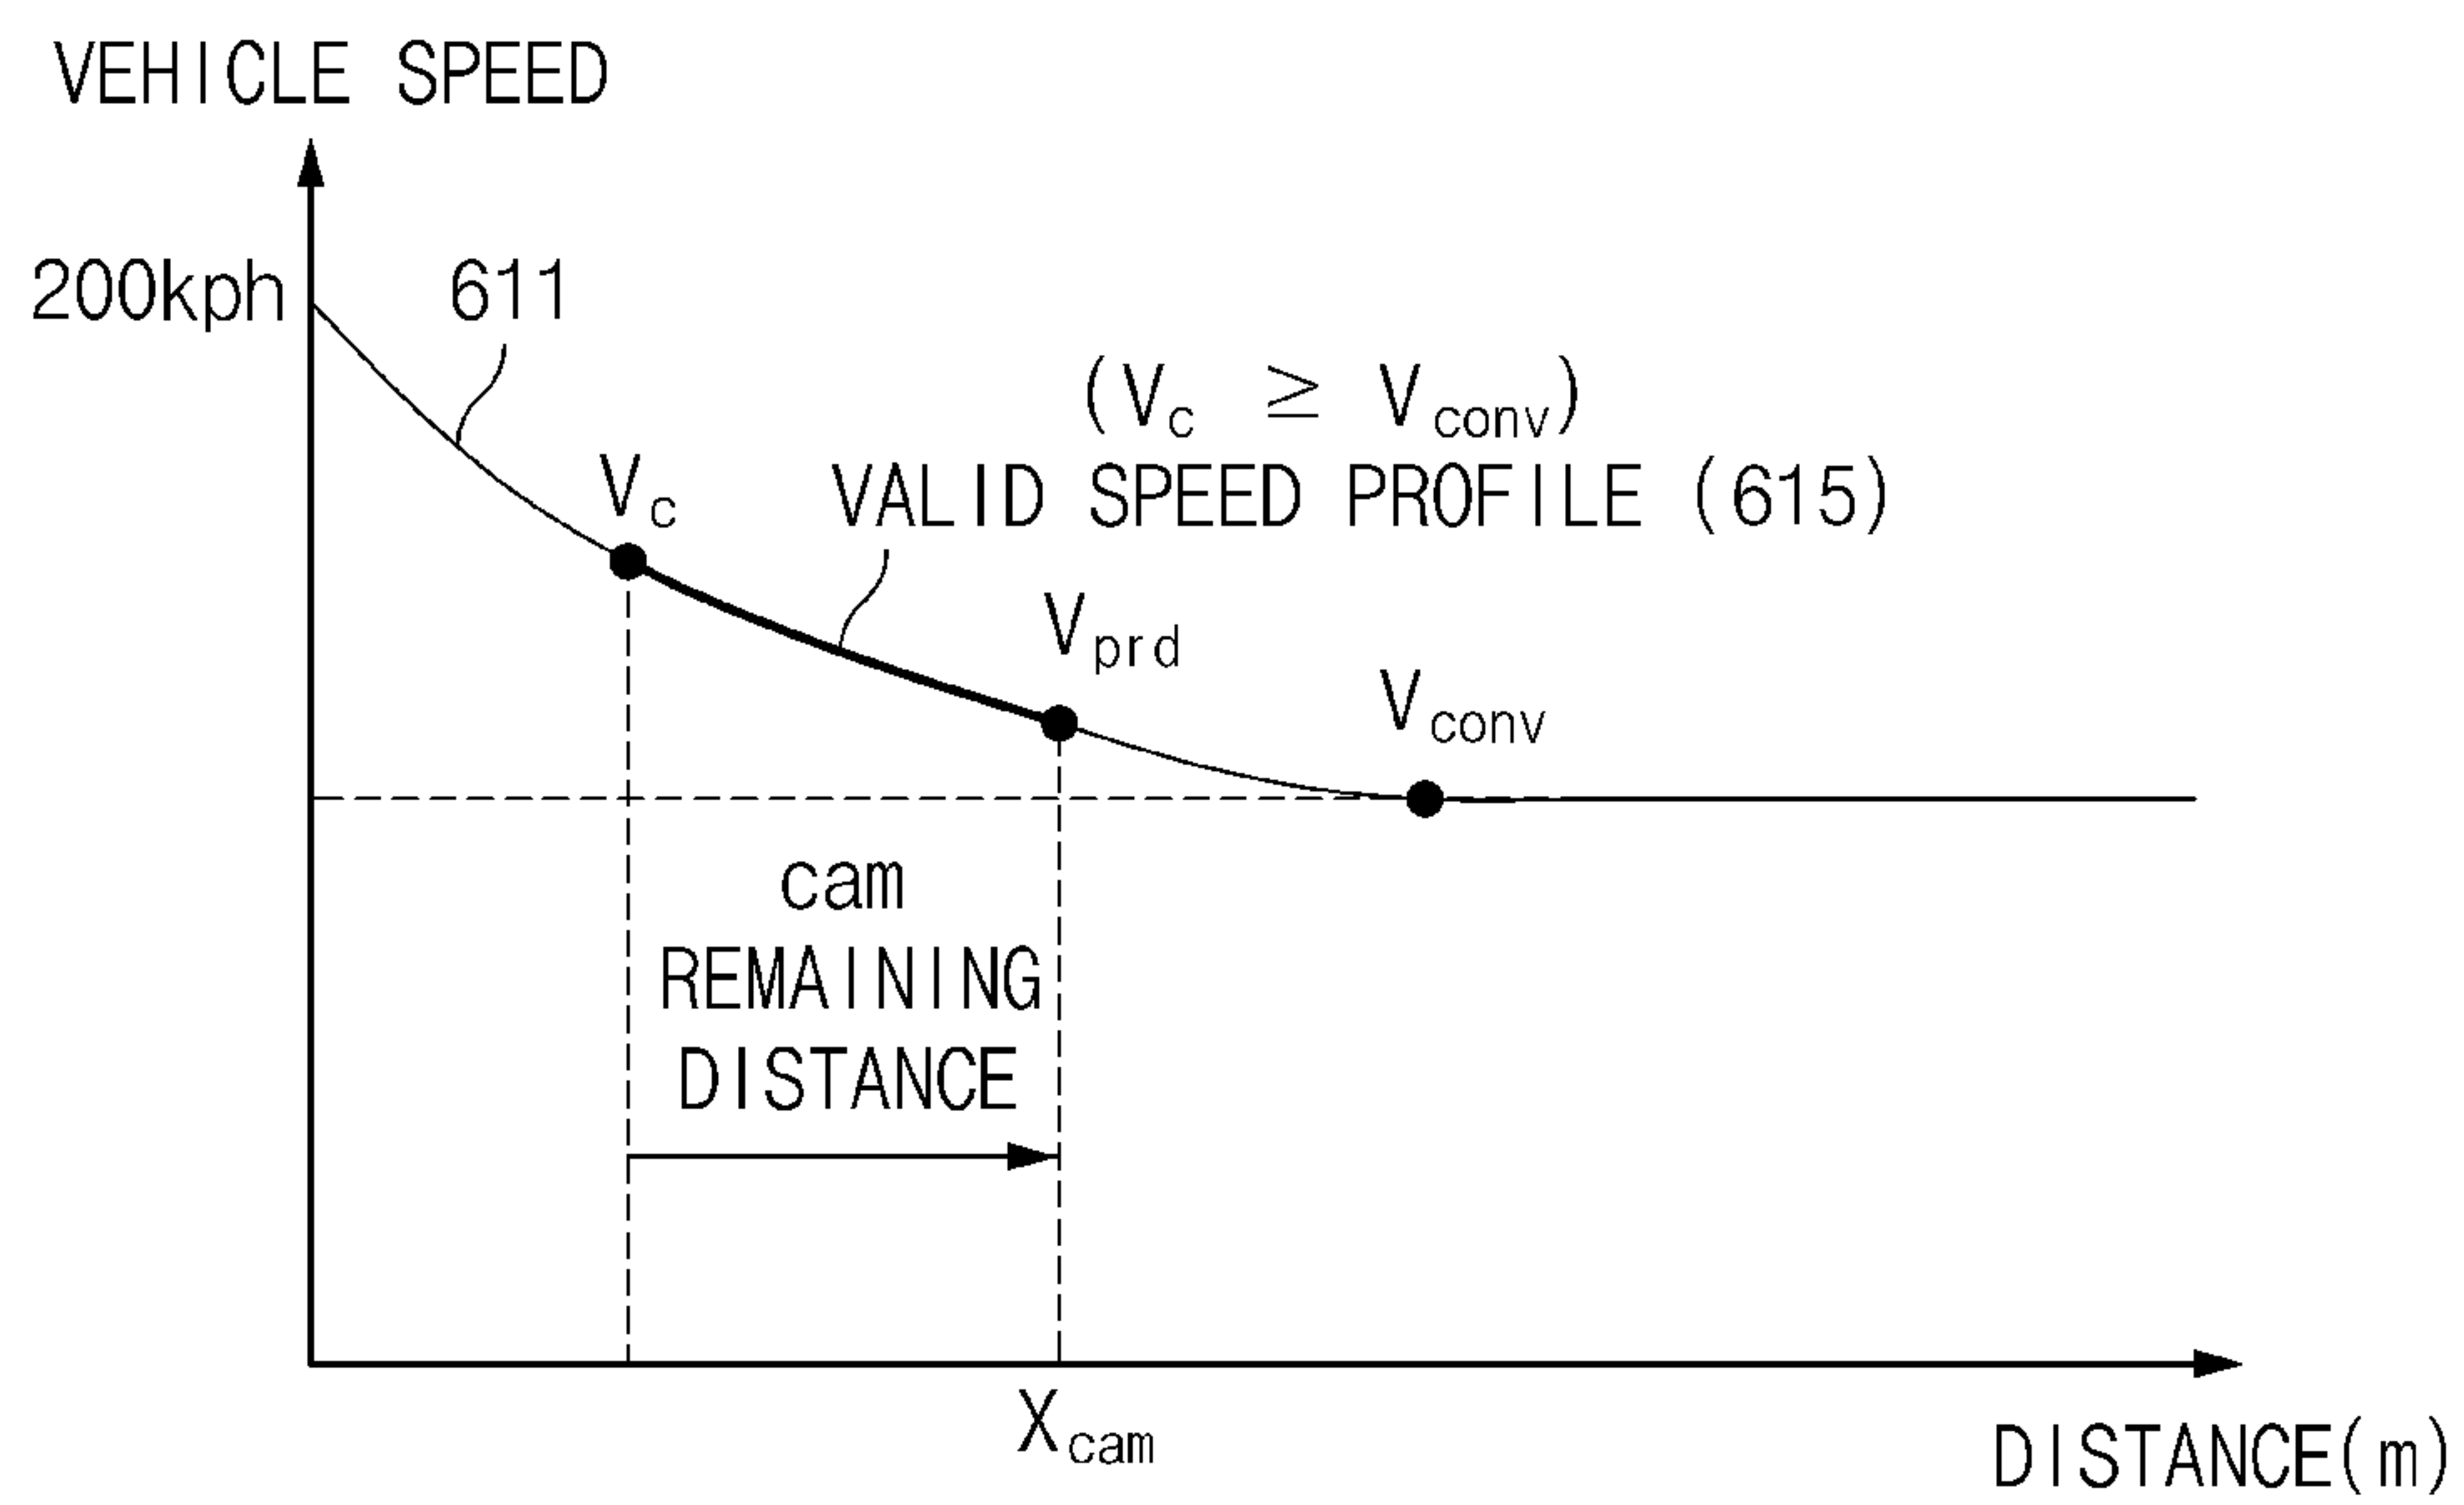 VEHICLE SPEED
200kph
611
(Vc ≥ Vconv)
Vc
VALID SPEED PROFILE (615)
Vprd
Vconv
cam
REMAINING
DISTANCE
Xcam
DISTANCE(m)